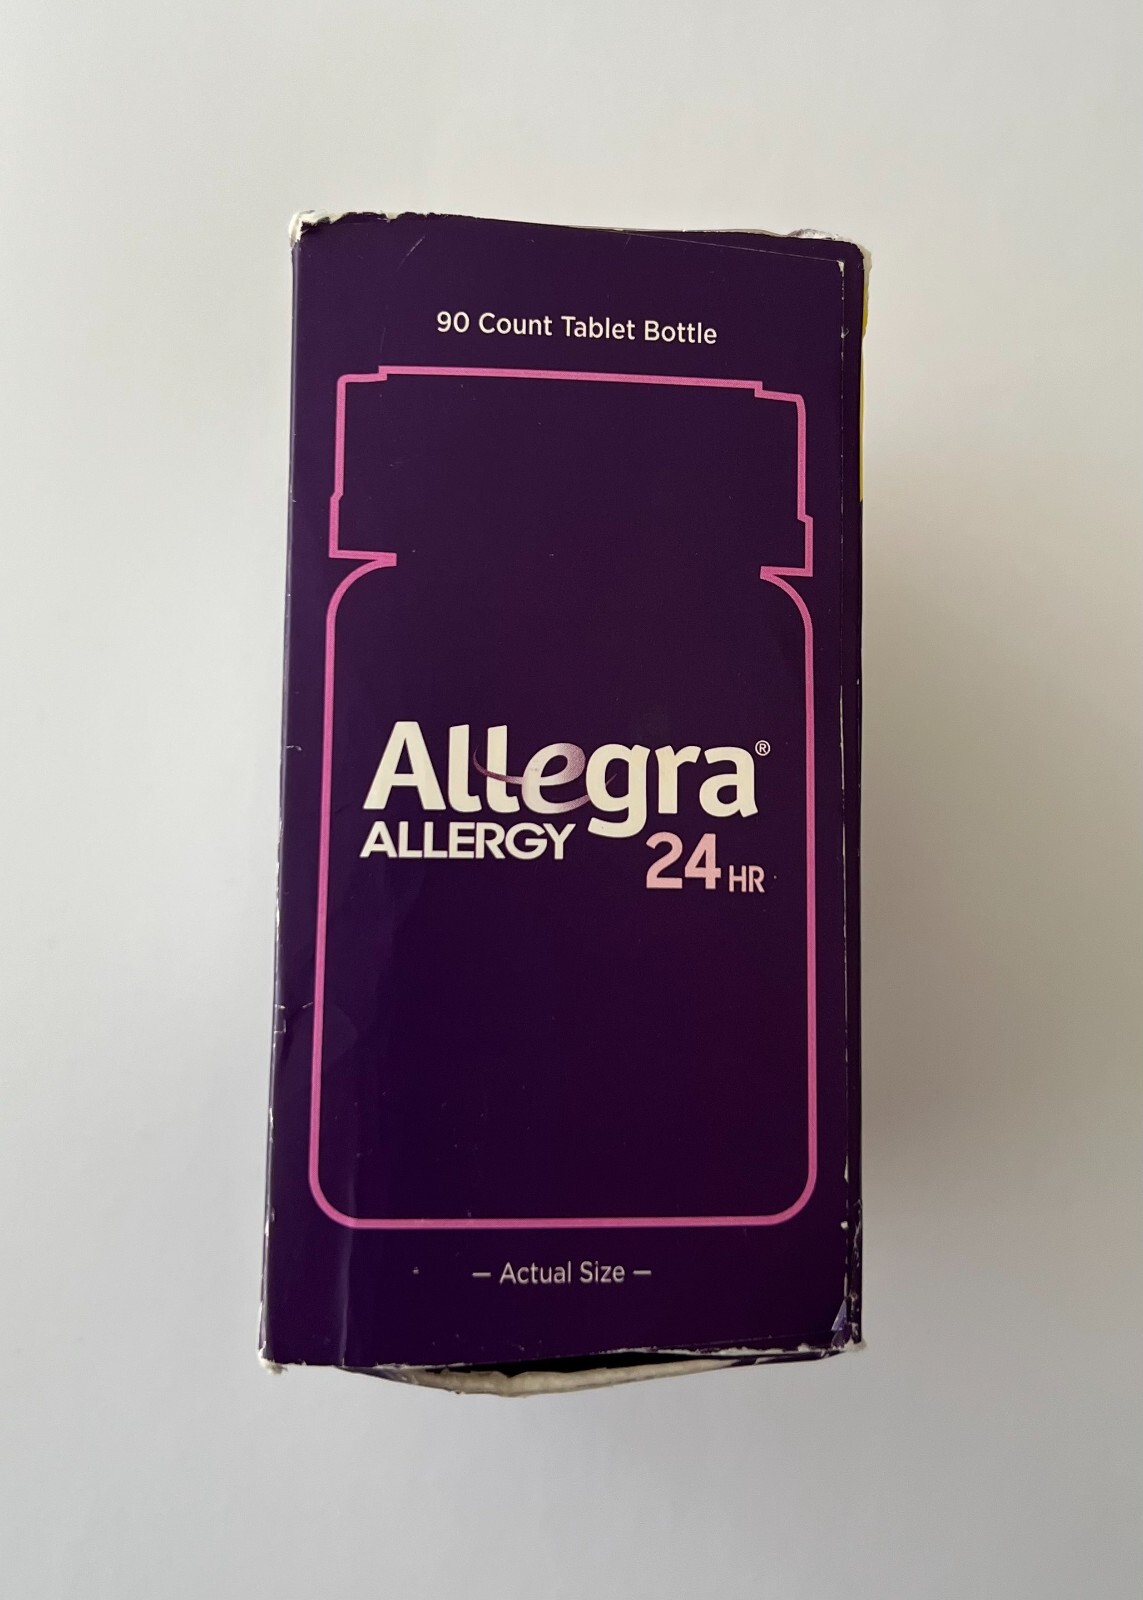 90 Count Tablet Bottle
Allegra®
ALLERGY
24 HR
— Actual Size —